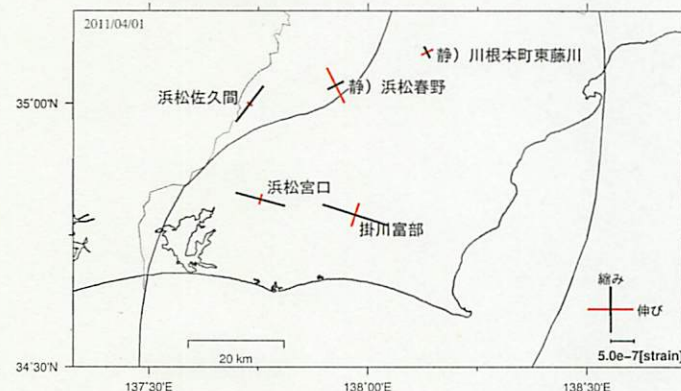 2011/04/01
静）川根本町東藤川
静）浜松春野
浜松佐久間
35°00'N
浜松宮口
掛川富部
縮み
伸び
5.0e-7[strain]
20 km
34°30'N
137°30'E
138°00'E
138°30'E